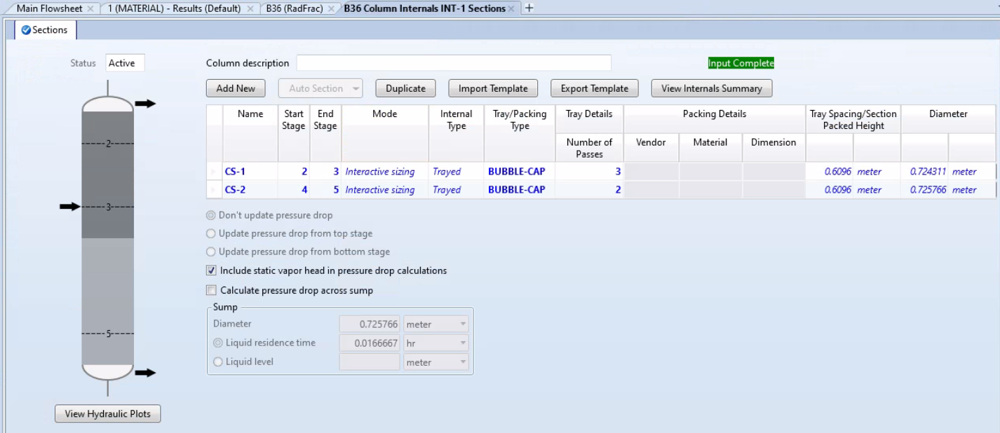 Main Flowsheet × 1 (MATERIAL) - Results (Default) × B36 (RadFrac) × B36 Column Internals INT-1 Sections × +
Sections
Status Active Column description Input Complete
Add New Auto Section Duplicate Import Template Export Template View Internals Summary
Name Start Stage End Stage Mode Internal Type Tray/Packing Type Tray Details Packing Details Tray Spacing/Section Packed Height Diameter
Number of Passes Vendor Material Dimension
CS-1 2 3 Interactive sizing Trayed BUBBLE-CAP 3 0.6096 meter 0.724311 meter
CS-2 4 5 Interactive sizing Trayed BUBBLE-CAP 2 0.6096 meter 0.725766 meter
2
3
5
Don't update pressure drop
Update pressure drop from top stage
Update pressure drop from bottom stage
Include static vapor head in pressure drop calculations
Calculate pressure drop across sump
Sump
Diameter 0.725766 meter
Liquid residence time 0.0166667 hr
Liquid level meter
View Hydraulic Plots